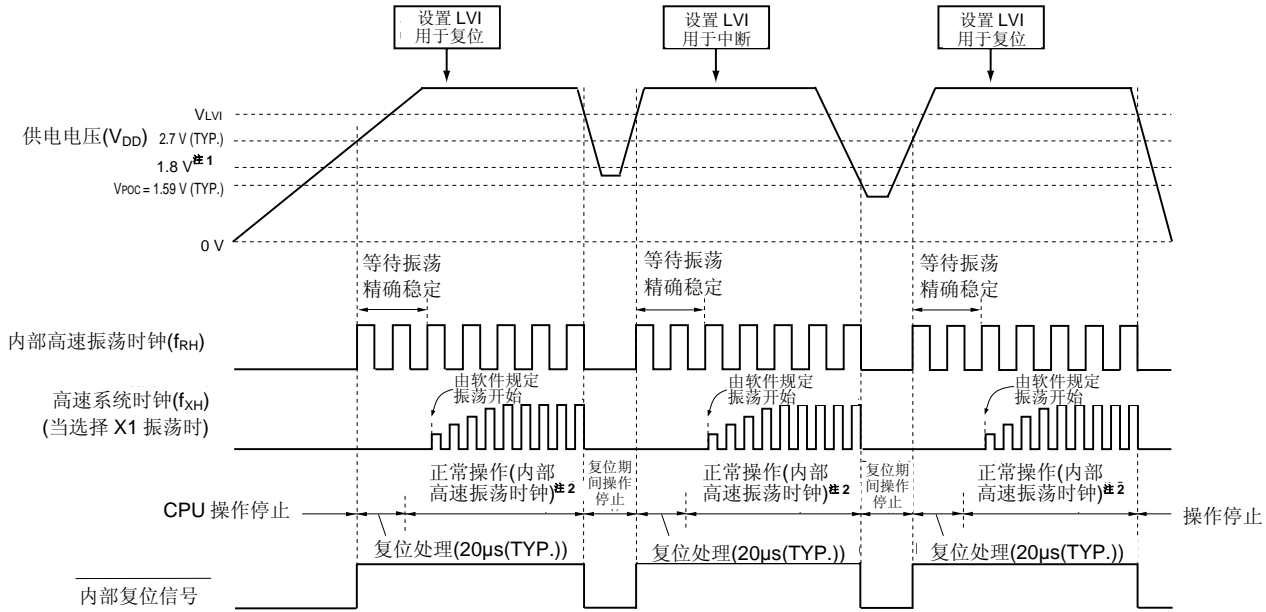 设置 LVI
用于复位
设置 LVI
用于中断
设置 LVI
用于复位
供电电压(VDD)
VLVI
2.7 V (TYP.)
1.8 V注1
VPOC = 1.59 V (TYP.)
0 V
等待振荡
精确稳定
等待振荡
精确稳定
等待振荡
精确稳定
内部高速振荡时钟(fRH)
高速系统时钟(fXH)
(当选择 X1 振荡时)
由软件规定
振荡开始
由软件规定
振荡开始
由软件规定
振荡开始
CPU 操作停止
正常操作(内部
高速振荡时钟)注2
复位期
间操作
停止
正常操作(内部
高速振荡时钟)注2
复位期
间操作
停止
正常操作(内部
高速振荡时钟)注2
操作停止
复位处理(20µs(TYP.))
复位处理(20µs(TYP.))
复位处理(20µs(TYP.))
内部复位信号